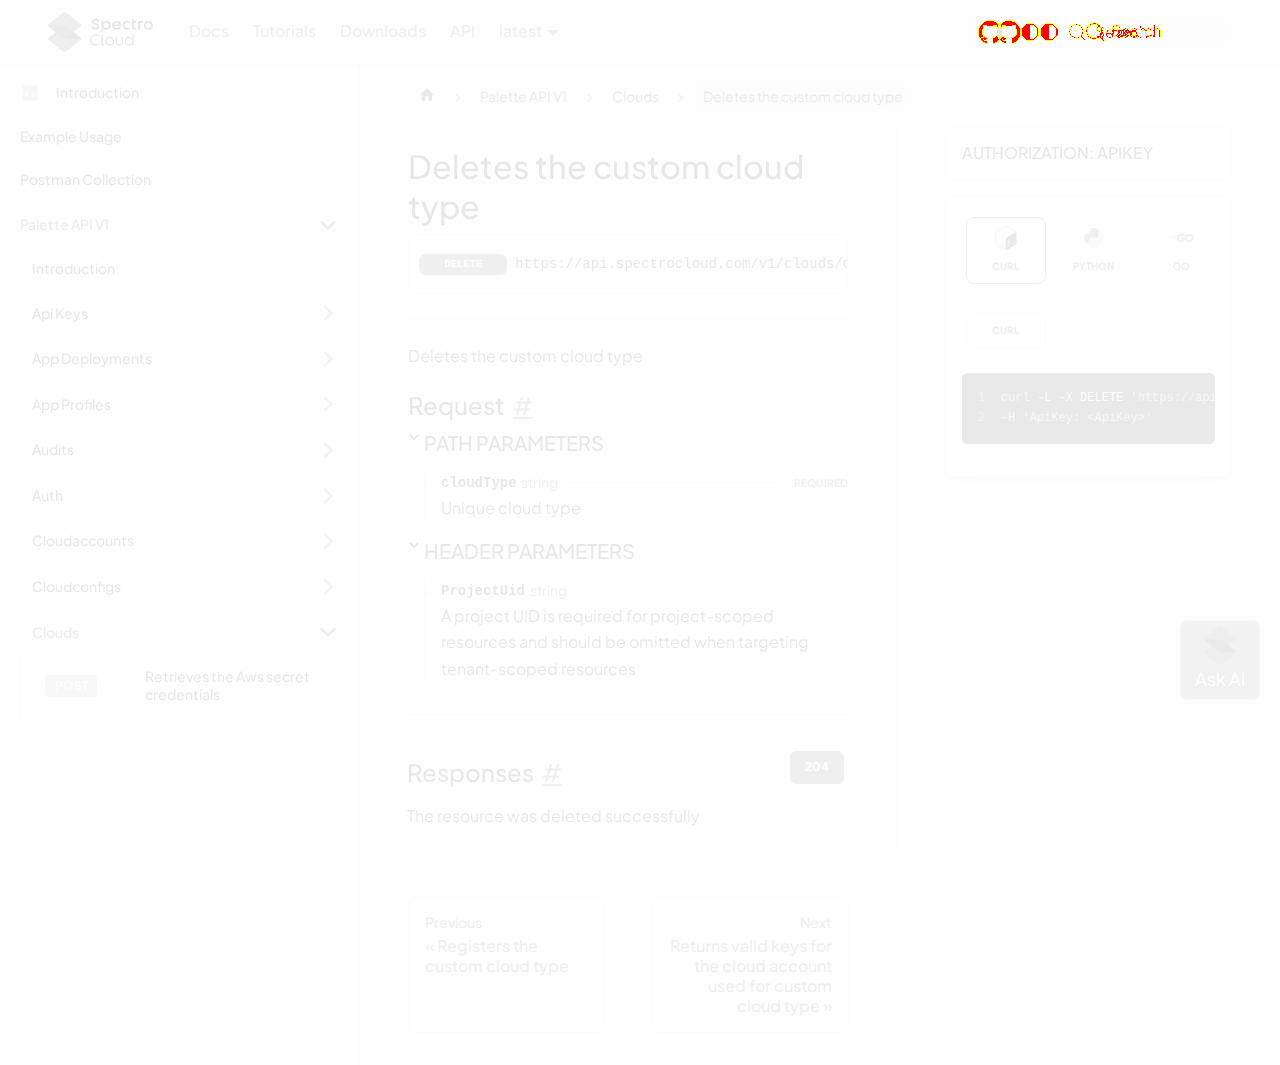 Spectro Cloud
Docs
Tutorials
Downloads
API
latest
Search
Introduction
Example Usage
Postman Collection
Palette API V1
Introduction
Api Keys
App Deployments
App Profiles
Audits
Auth
Cloudaccounts
Cloudconfigs
Clouds
POST
Retrieves the Aws secret
credentials
Palette API V1
Clouds
Deletes the custom cloud type
Deletes the custom cloud
type
DELETE https://api.spectrocloud.com/v1/clouds/
Deletes the custom cloud type
Request #
PATH PARAMETERS
cloudType string REQUIRED
Unique cloud type
HEADER PARAMETERS
ProjectUid string
A project UID is required for project-scoped
resources and should be omitted when targeting
tenant-scoped resources
Responses #
204
The resource was deleted successfully
Previous
« Registers the
custom cloud type
Next
Returns valid keys for
the cloud account
used for custom
cloud type »
AUTHORIZATION: APIKEY
CURL
PYTHON
GO
GO
CURL
1 curl -L -X DELETE 'https://api
2 -H 'ApiKey: <ApiKey>'
Ask AI